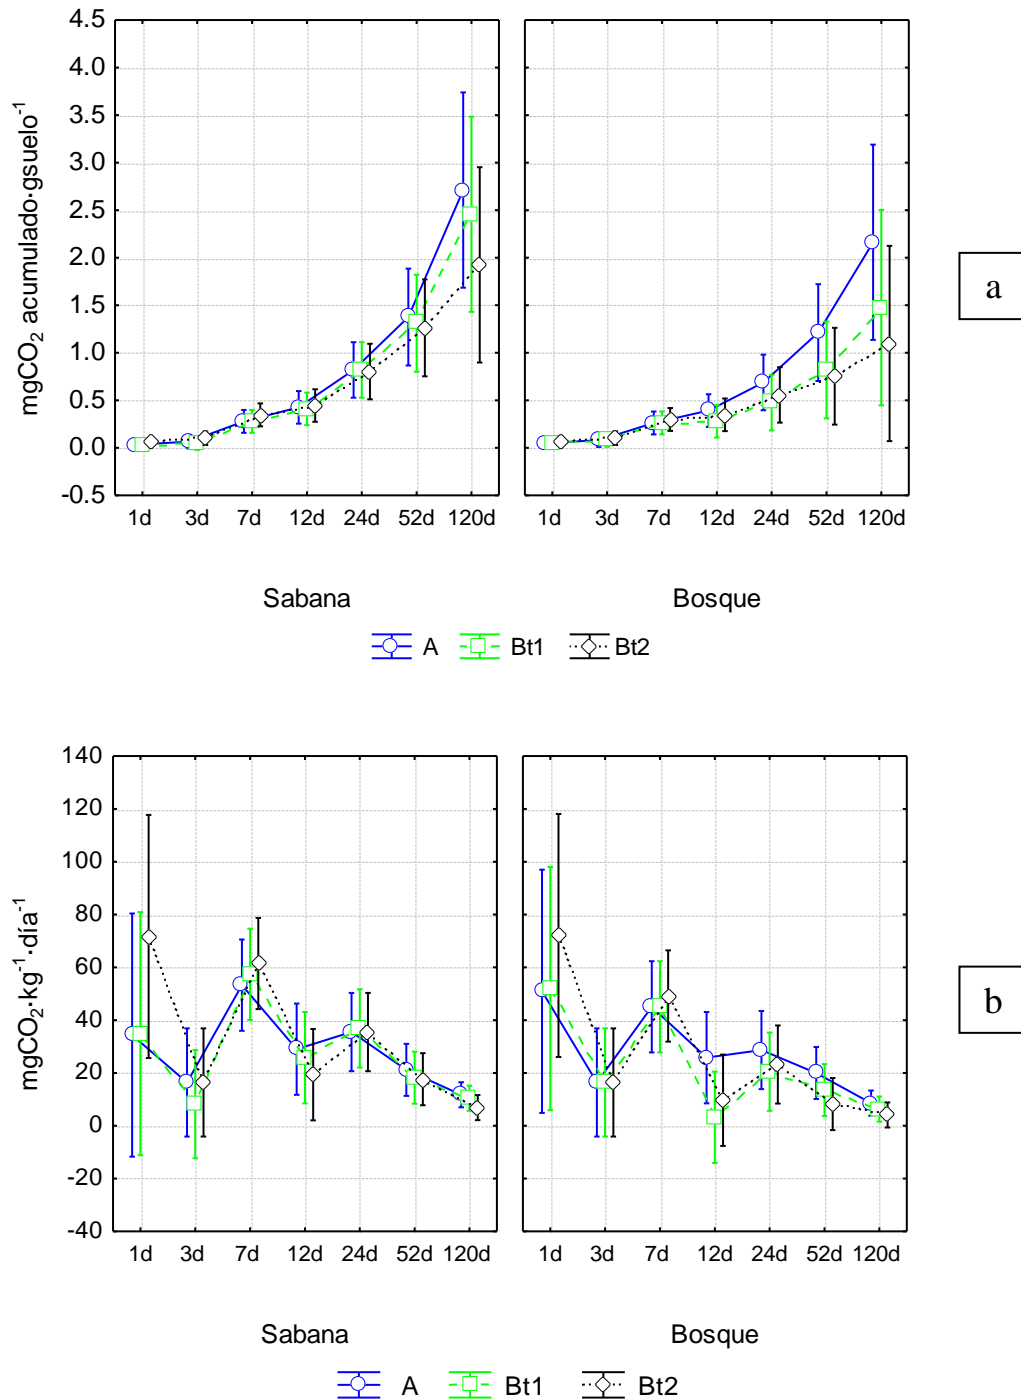 4.5
4.0
3.5
3.0
2.5
2.0
1.5
1.0
0.5
0.0
-0.5
mgCO₂ acumulado·gsuelo⁻¹
1d 3d 7d 12d 24d 52d 120d
1d 3d 7d 12d 24d 52d 120d
Sabana
Bosque
A Bt1 Bt2
a
140
120
100
80
60
40
20
0
-20
-40
mgCO₂·kg⁻¹·día⁻¹
1d 3d 7d 12d 24d 52d 120d
1d 3d 7d 12d 24d 52d 120d
Sabana
Bosque
A Bt1 Bt2
b